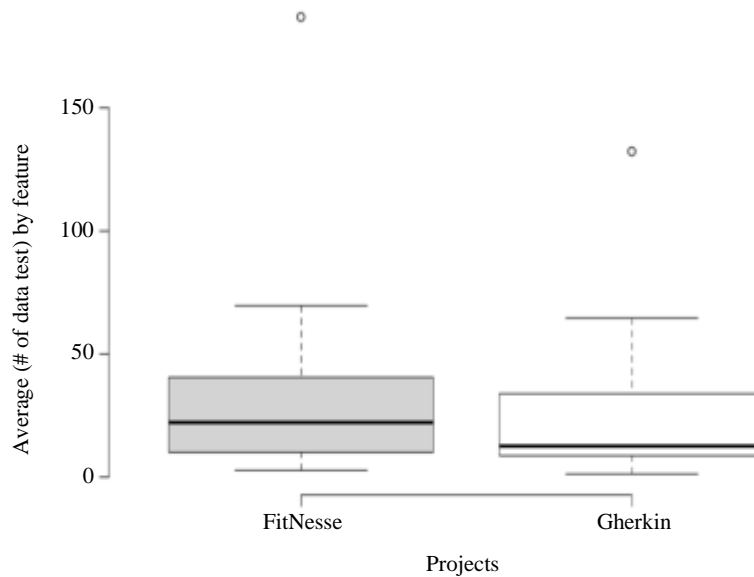 Average (# of data test) by feature
150
100
50
0
FitNesse Gherkin
Projects